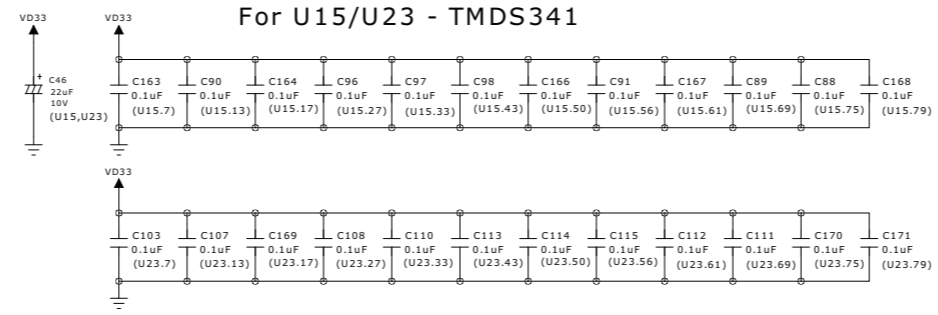 For U15/U23 - TMDS341
VD33 VD33
C46
22uF
10V
(U15,U23)
+
C163 C90 C164 C96 C97 C98 C166 C91 C167 C89 C88 C168
0.1uF 0.1uF 0.1uF 0.1uF 0.1uF 0.1uF 0.1uF 0.1uF 0.1uF 0.1uF 0.1uF 0.1uF
(U15.7) (U15.13) (U15.17) (U15.27) (U15.33) (U15.43) (U15.50) (U15.56) (U15.61) (U15.69) (U15.75) (U15.79)
VD33
C103 C107 C169 C108 C110 C113 C114 C115 C112 C111 C170 C171
0.1uF 0.1uF 0.1uF 0.1uF 0.1uF 0.1uF 0.1uF 0.1uF 0.1uF 0.1uF 0.1uF 0.1uF
(U23.7) (U23.13) (U23.17) (U23.27) (U23.33) (U23.43) (U23.50) (U23.56) (U23.61) (U23.69) (U23.75) (U23.79)